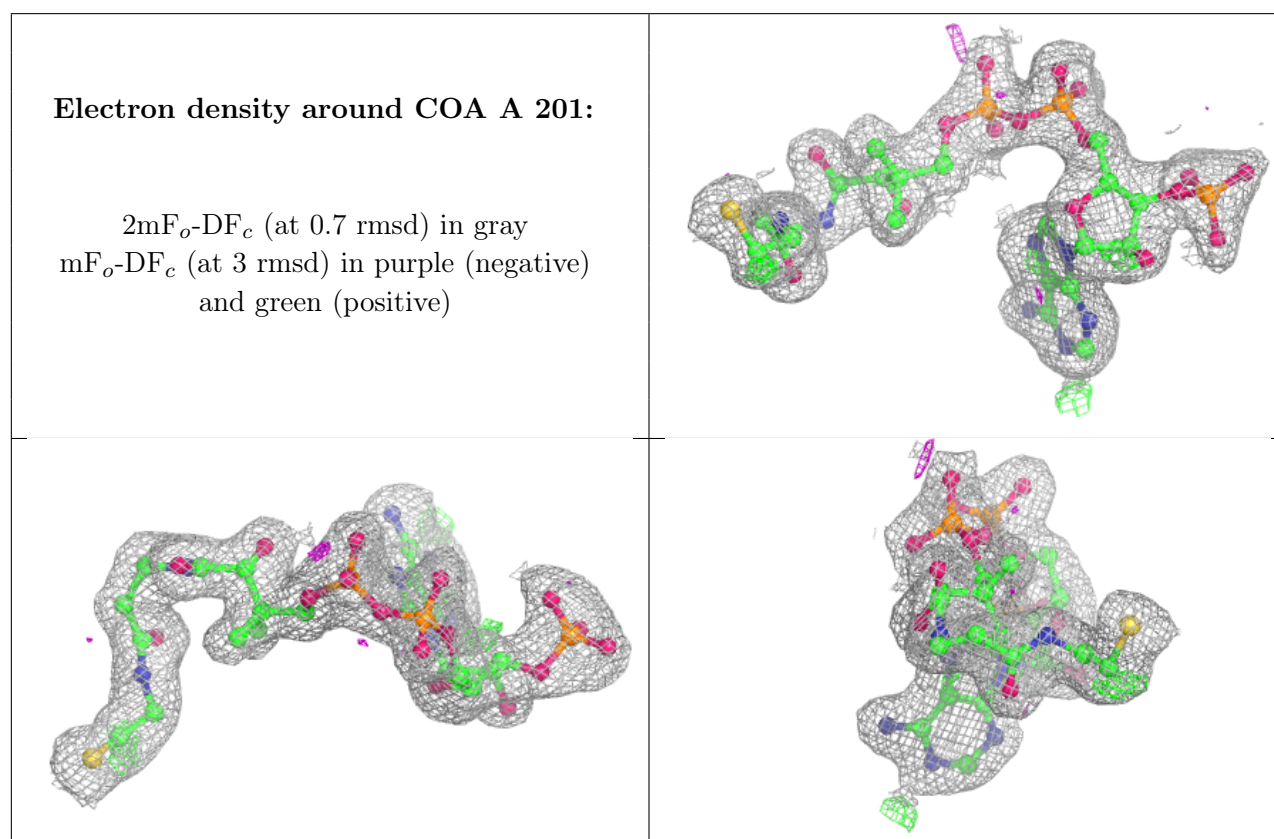 Electron density around COA A 201:
2mFo-DFc (at 0.7 rmsd) in gray
mFo-DFc (at 3 rmsd) in purple (negative)
and green (positive)